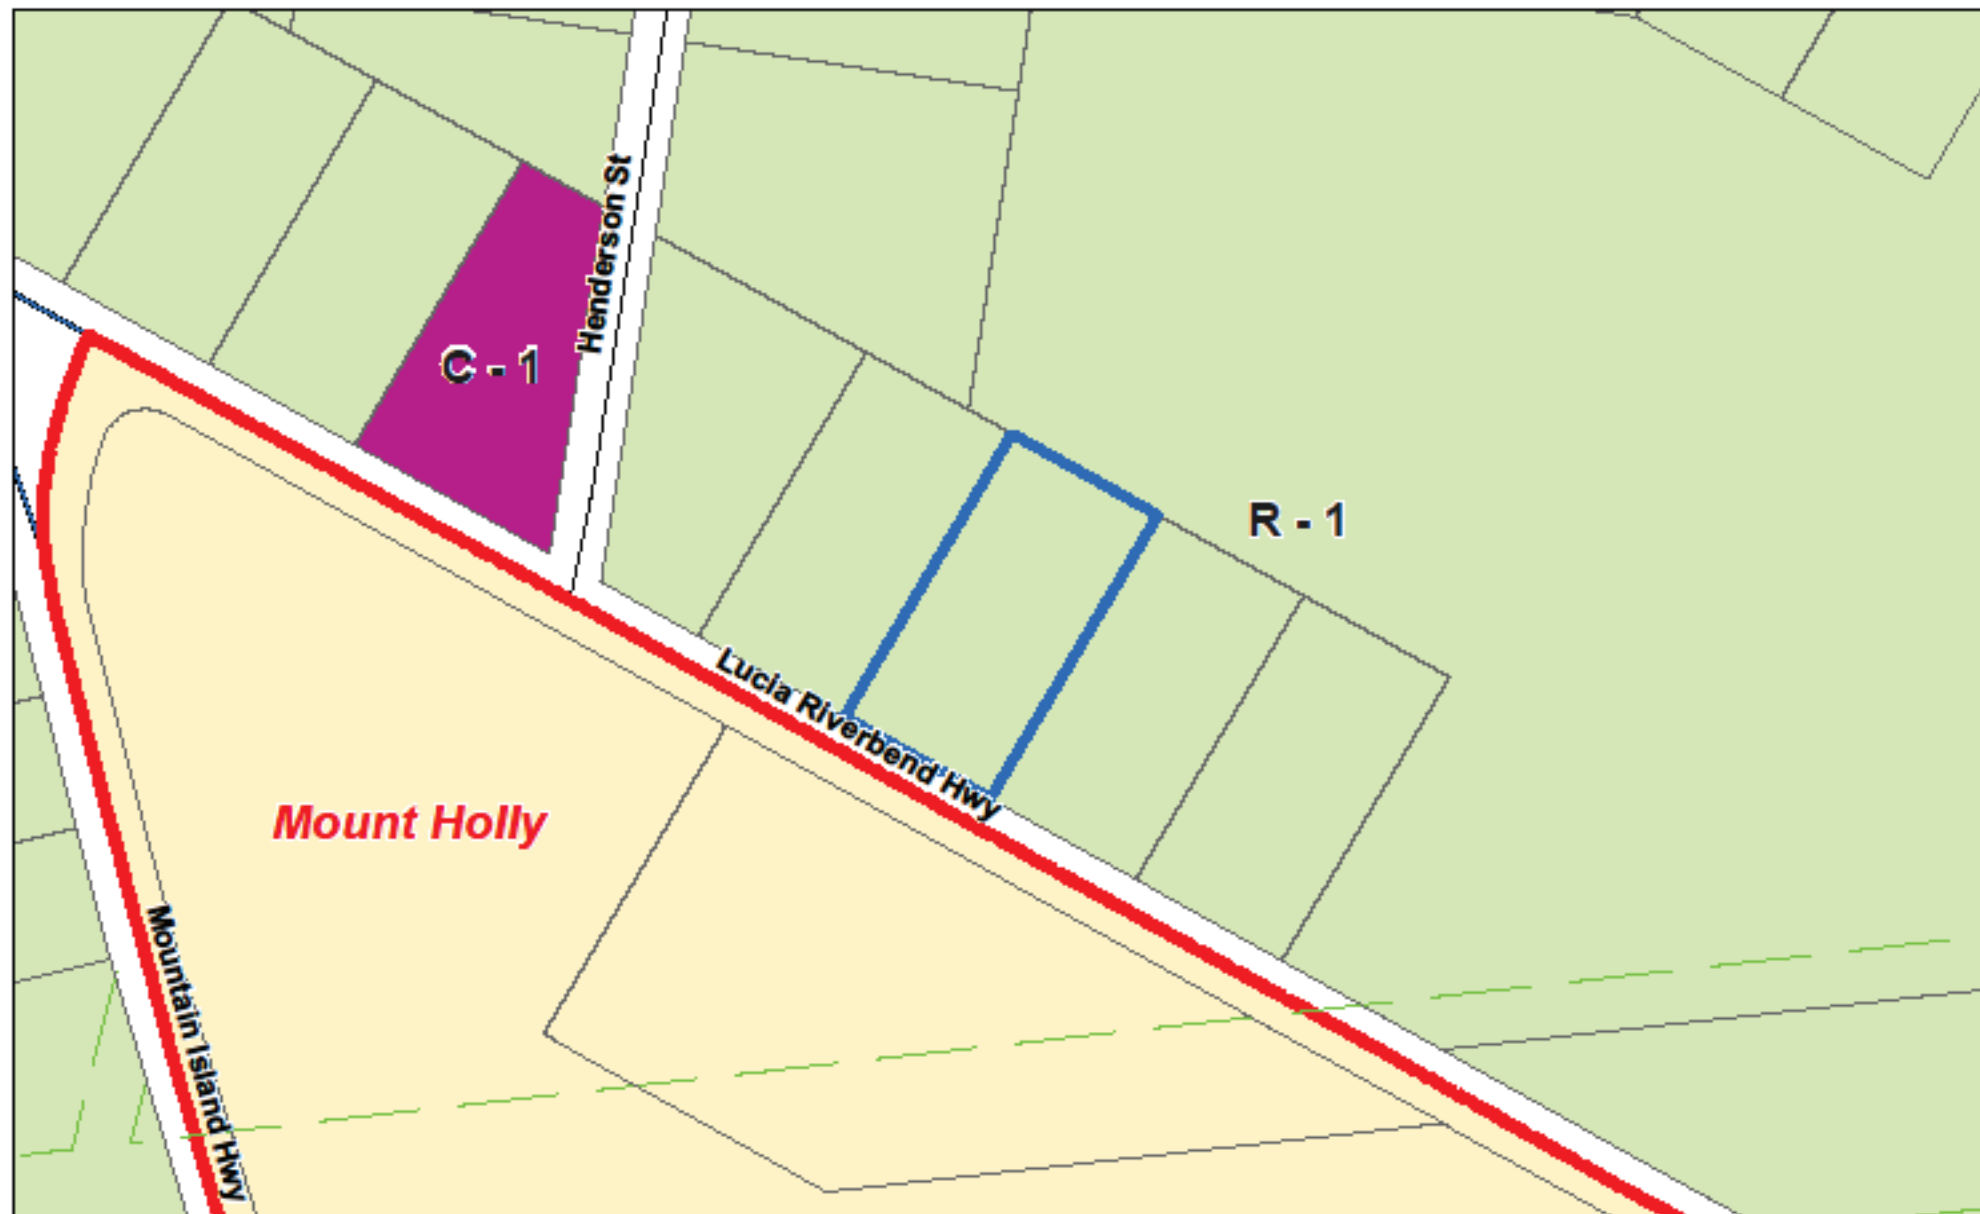 Henderson St
C - 1
R - 1
Lucia Riverbend Hwy
Mount Holly
Mountain Island Hwy